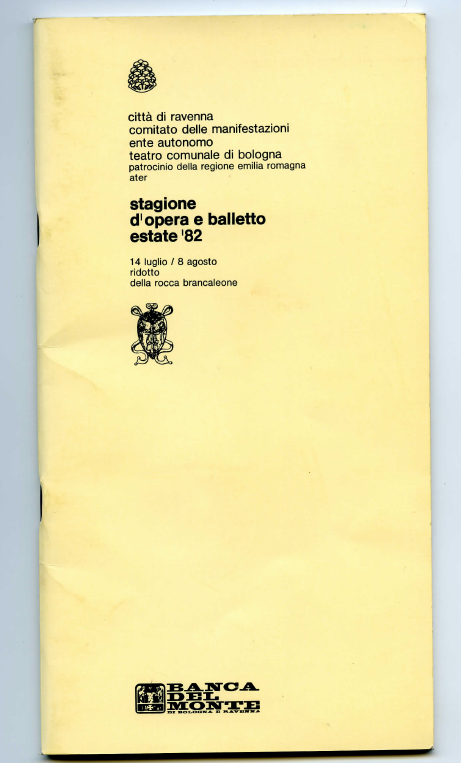 città di ravenna
comitato delle manifestazioni
ente autonomo
teatro comunale di bologna
patrocinio della regione emilia romagna
ater
stagione
d'opera e balletto
estate '82
14 luglio / 8 agosto
ridotto
della rocca brancaleone
BANCA
DEL
MONTE
DI BOLOGNA E RAVENNA